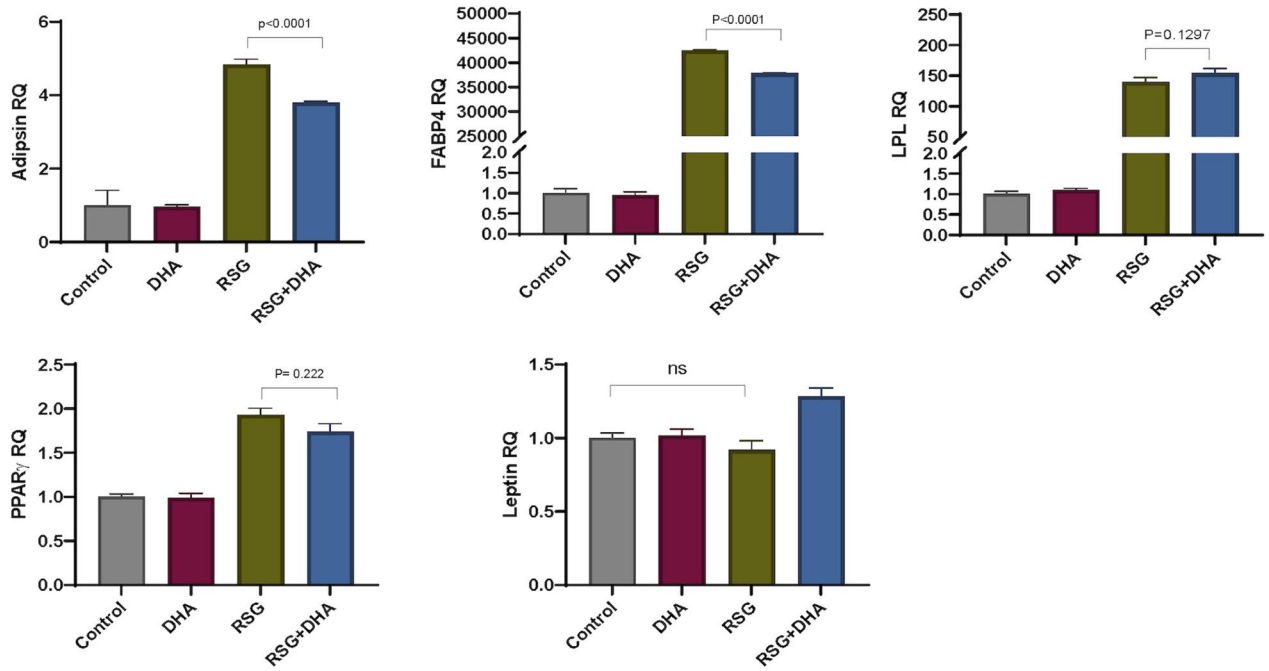 Adipsin RQ
6
4
2
0
p<0.0001
Control
DHA
RSG
RSG+DHA
FABP4 RQ
50000
45000
40000
35000
30000
25000
2.0
1.5
1.0
0.5
0.0
P<0.0001
Control
DHA
RSG
RSG+DHA
LPL RQ
250
200
150
100
50
2.0
1.5
1.0
0.5
0.0
P=0.1297
Control
DHA
RSG
RSG+DHA
PPARγ RQ
2.5
2.0
1.5
1.0
0.5
0.0
P= 0.222
Control
DHA
RSG
RSG+DHA
Leptin RQ
1.5
1.0
0.5
0.0
ns
Control
DHA
RSG
RSG+DHA